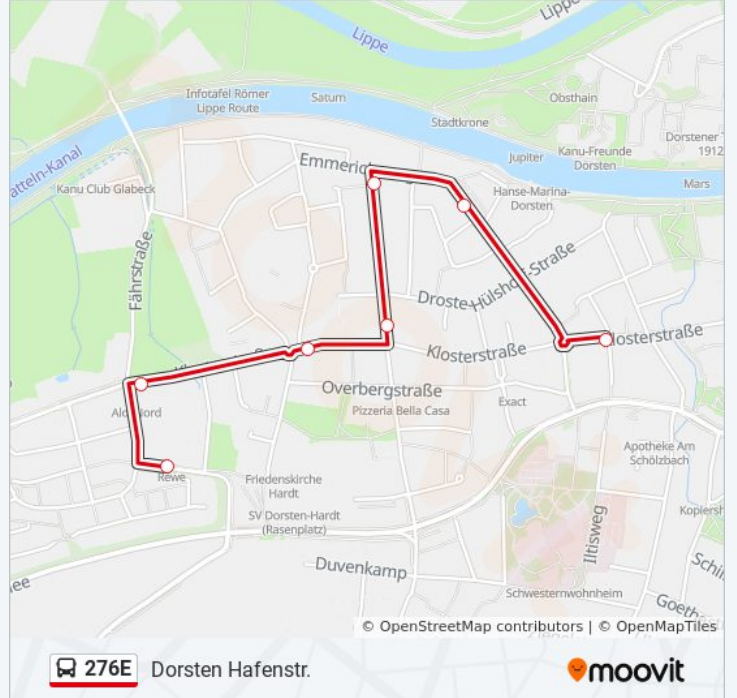 Lippe
Lippe
Infotafel Römer
Lippe Route
Saturn
Obsthain
Stadtkrone
Dorstener
1912
atteln-Kanal
Kanu Club Glabeck
Jupiter
Kanu-Freunde
Dorsten
Mars
Hanse-Marina-
Dorsten
Fährstraße
Droste-Hülshoff-Straße
Klosterstraße
losterstraße
Overbergstraße
Pizzeria Bella Casa
Exact
Aldi Nord
Apotheke Am
Schölzbach
Rewe
Friedenskirche
Hardt
SV Dorsten-Hardt
(Rasenplatz)
Iltisweg
Duvenkamp
Schwesternwohnheim
© OpenStreetMap contributors | © OpenMapTiles
276E Dorsten Hafenstr.
moovit